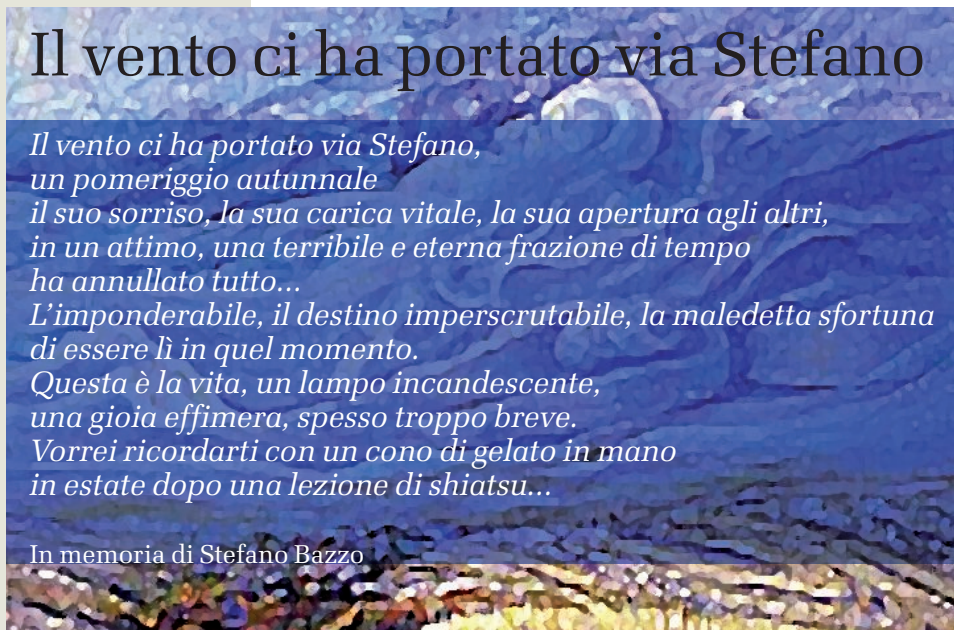 Il vento ci ha portato via Stefano
Il vento ci ha portato via Stefano,
un pomeriggio autunnale
il suo sorriso, la sua carica vitale, la sua apertura agli altri,
in un attimo, una terribile e eterna frazione di tempo
ha annullato tutto...
L’imponderabile, il destino imperscrutabile, la maledetta sfortuna
di essere lì in quel momento.
Questa è la vita, un lampo incandescente,
una gioia effimera, spesso troppo breve.
Vorrei ricordarti con un cono di gelato in mano
in estate dopo una lezione di shiatsu...
In memoria di Stefano Bazzo